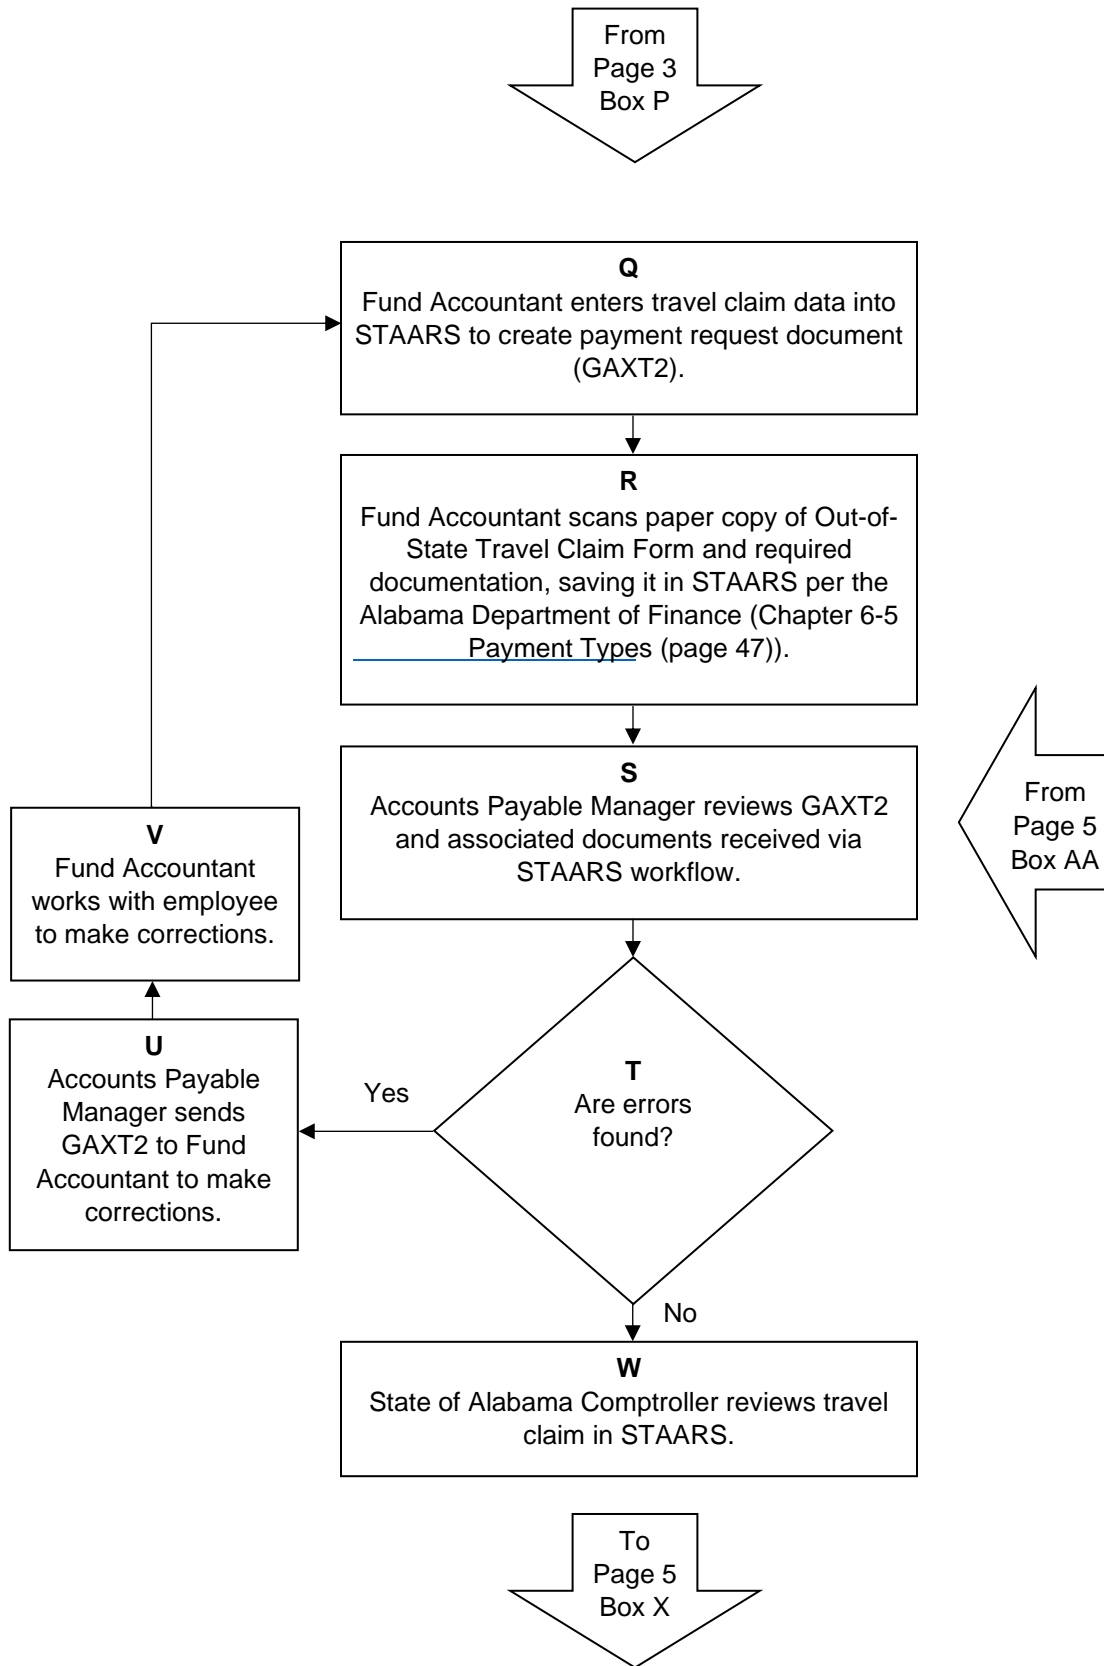 From
Page 3
Box P
Q
Fund Accountant enters travel claim data into
STAARS to create payment request document
(GAXT2).
R
Fund Accountant scans paper copy of Out-of-
State Travel Claim Form and required
documentation, saving it in STAARS per the
Alabama Department of Finance (Chapter 6-5
Payment Types (page 47)).
S
Accounts Payable Manager reviews GAXT2
and associated documents received via
STAARS workflow.
From
Page 5
Box AA
V
Fund Accountant
works with employee
to make corrections.
U
Accounts Payable
Manager sends
GAXT2 to Fund
Accountant to make
corrections.
Yes
T
Are errors
found?
No
W
State of Alabama Comptroller reviews travel
claim in STAARS.
To
Page 5
Box X